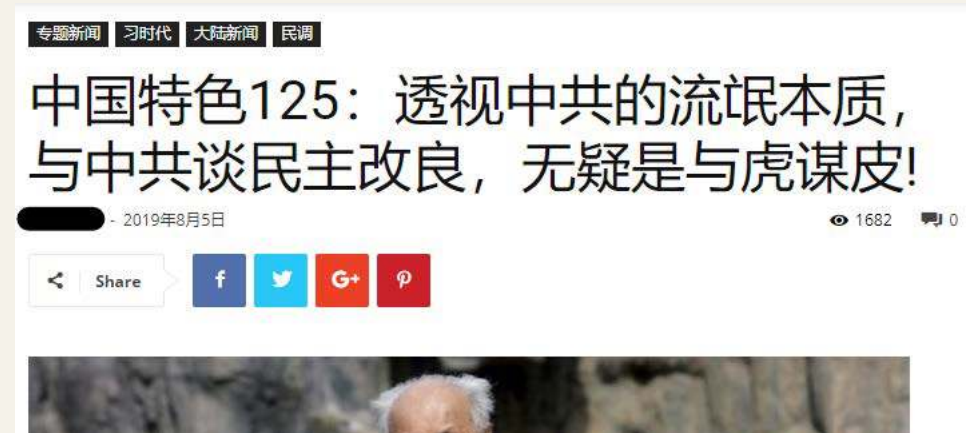 专题新闻 习时代 大陆新闻 民调
中国特色125：透视中共的流氓本质，
与中共谈民主改良，无疑是与虎谋皮!
- 2019年8月5日 1682 0
Share f G+